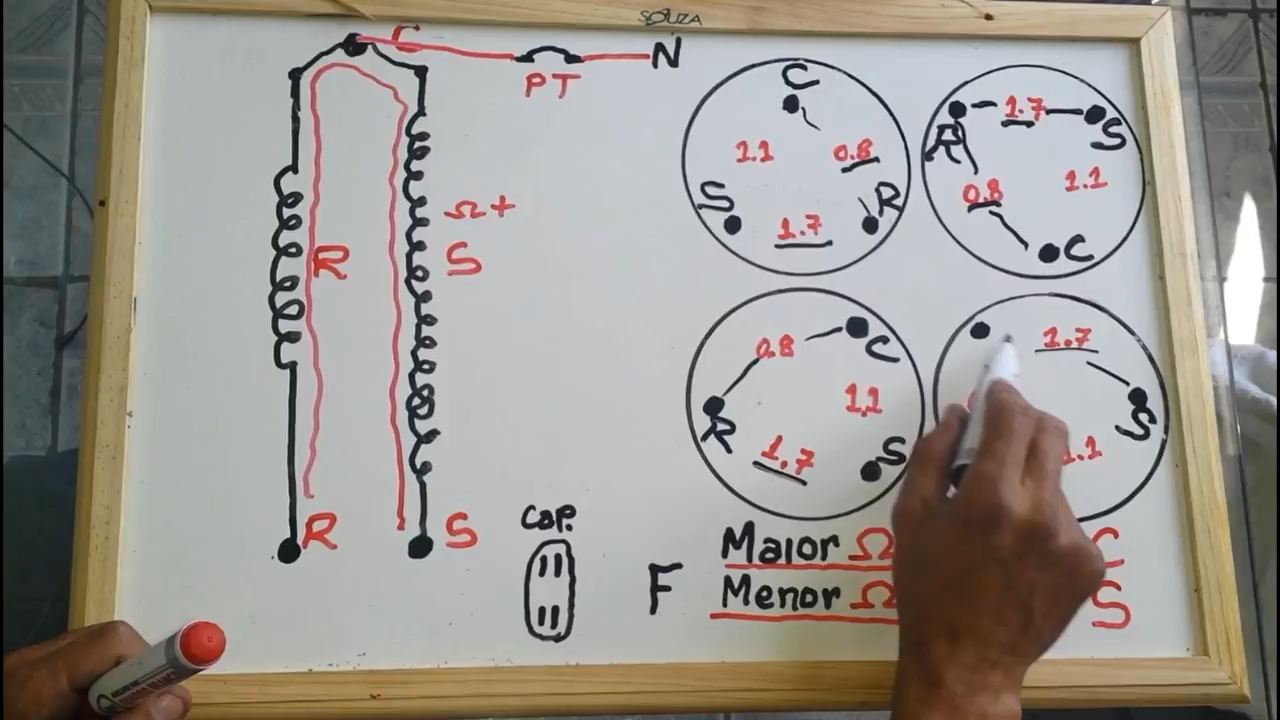 SOUZA
C
N
PT
R
Ω+
S
R
S
Cap.
F
C
1.1
0.8
S
R
1.7
R
1.7
S
0.8
1.1
C
0.8
C
R
1,1
1.7
S
1.7
S
1.1
Maior Ω
C
Menor Ω
S